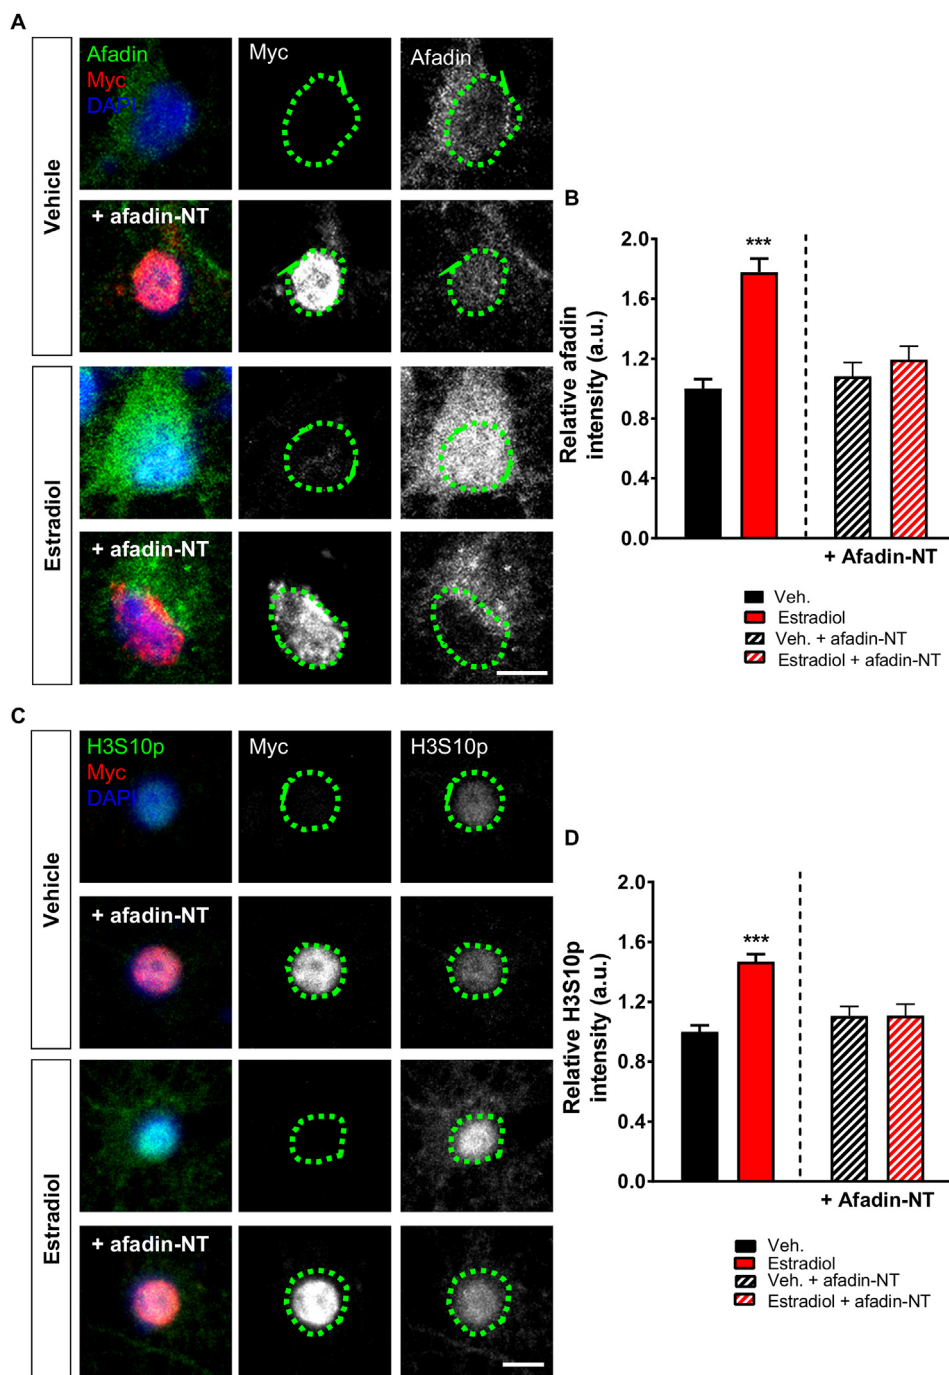 A
Afadin
Myc
DAPI
Myc
Afadin
Vehicle
+ afadin-NT
Estradiol
+ afadin-NT
B
Relative afadin
intensity (a.u.)
2.0
1.6
1.2
0.8
0.4
0.0
***
+ Afadin-NT
Veh.
Estradiol
Veh. + afadin-NT
Estradiol + afadin-NT
C
H3S10p
Myc
DAPI
Myc
H3S10p
Vehicle
+ afadin-NT
Estradiol
+ afadin-NT
D
Relative H3S10p
intensity (a.u.)
2.0
1.6
1.2
0.8
0.4
0.0
***
+ Afadin-NT
Veh.
Estradiol
Veh. + afadin-NT
Estradiol + afadin-NT